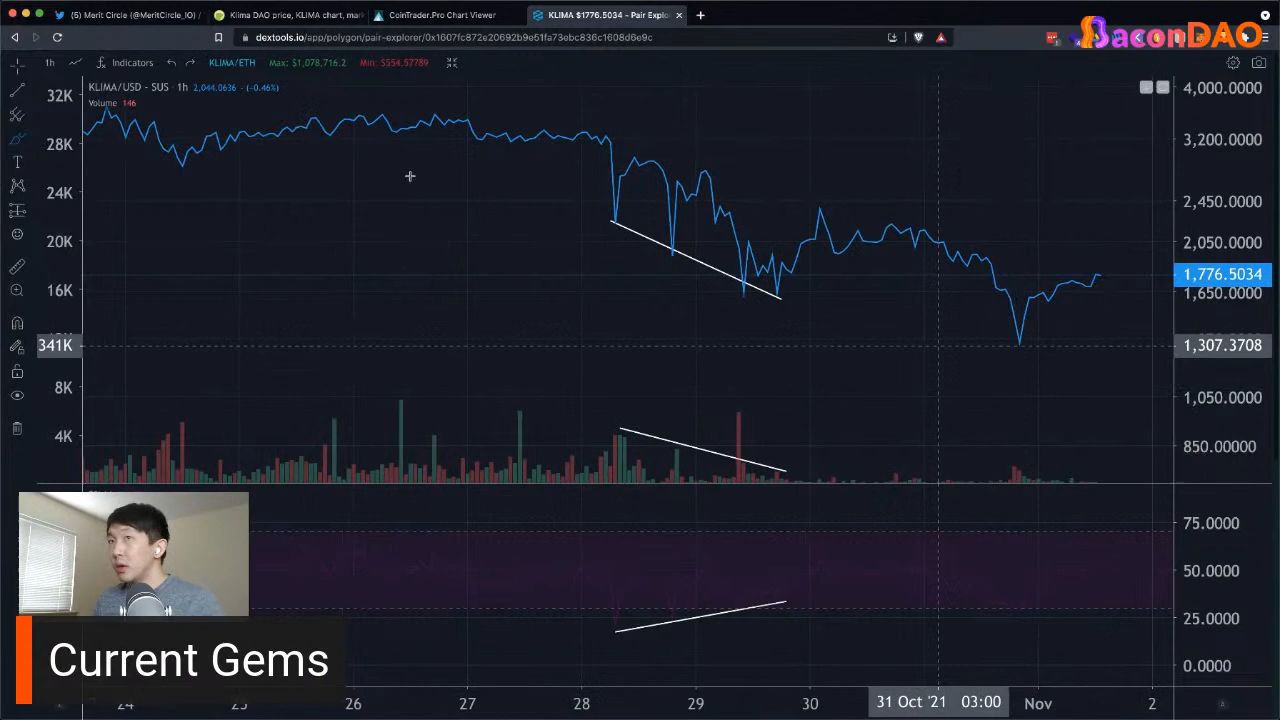 (5) Merit Circle (@MeritCircle_IO) /
Klima DAO price, KLIMA chart, mark
CoinTrader.Pro Chart Viewer
KLIMA $1776.5034 - Pair Explo
dextools.io/app/polygon/pair-explorer/0x1607fc872e20692b9e51fa73ebc836c1608d6e9c
BaconDAO
1h
Indicators
KLIMA/ETH
Max: $1,078,716.2
Min: $554.57789
KLIMA/USD - SUS
1h
2,044.0636 - (-0.46%)
Volume 146
32K
28K
24K
20K
16K
341K
8K
4K
4,000.0000
3,200.0000
2,450.0000
2,050.0000
1,776.5034
1,650.0000
1,307.3708
1,050.0000
850.00000
75.0000
50.0000
25.0000
0.0000
24
25
26
27
28
29
30
31 Oct '21 03:00
Nov
2
Current Gems